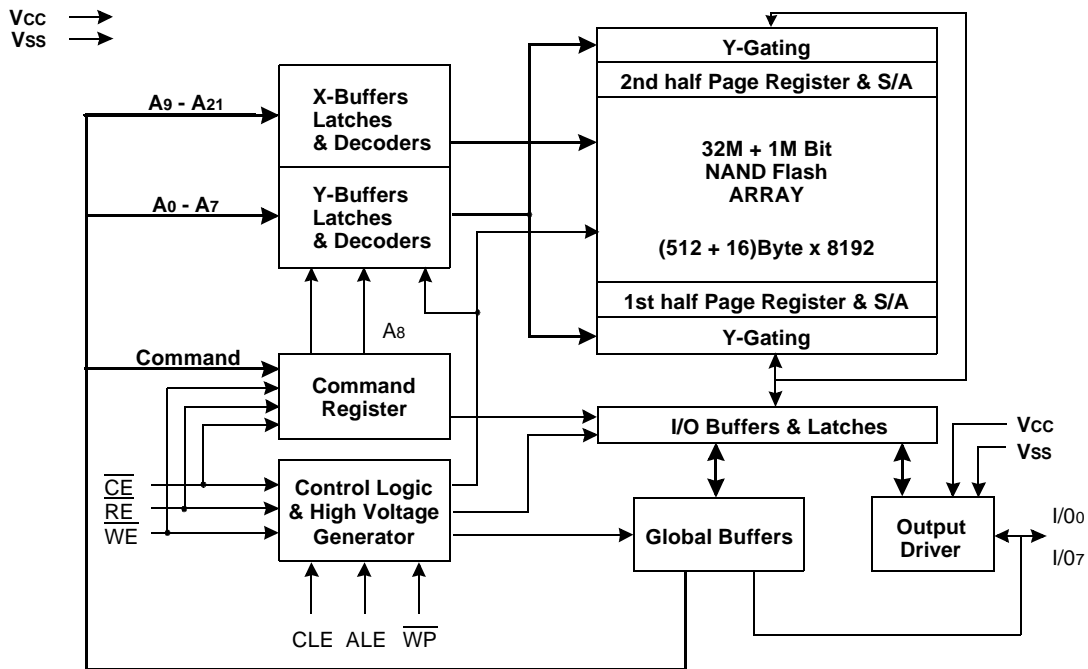 VCC
VSS
A9 - A21
X-Buffers
Latches
& Decoders
A0 - A7
Y-Buffers
Latches
& Decoders
Y-Gating
2nd half Page Register & S/A
32M + 1M Bit
NAND Flash
ARRAY
(512 + 16)Byte x 8192
1st half Page Register & S/A
Y-Gating
A8
Command
Command
Register
I/O Buffers & Latches
VCC
VSS
CE
RE
WE
Control Logic
& High Voltage
Generator
Global Buffers
Output
Driver
I/00
I/07
CLE
ALE
WP